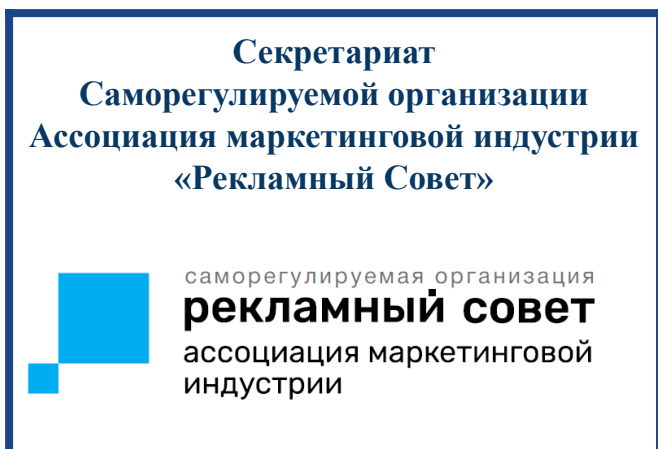 Секретариат
Саморегулируемой организации
Ассоциация маркетинговой индустрии
«Рекламный Совет»
саморегулируемая организация
рекламный совет
ассоциация маркетинговой
индустрии